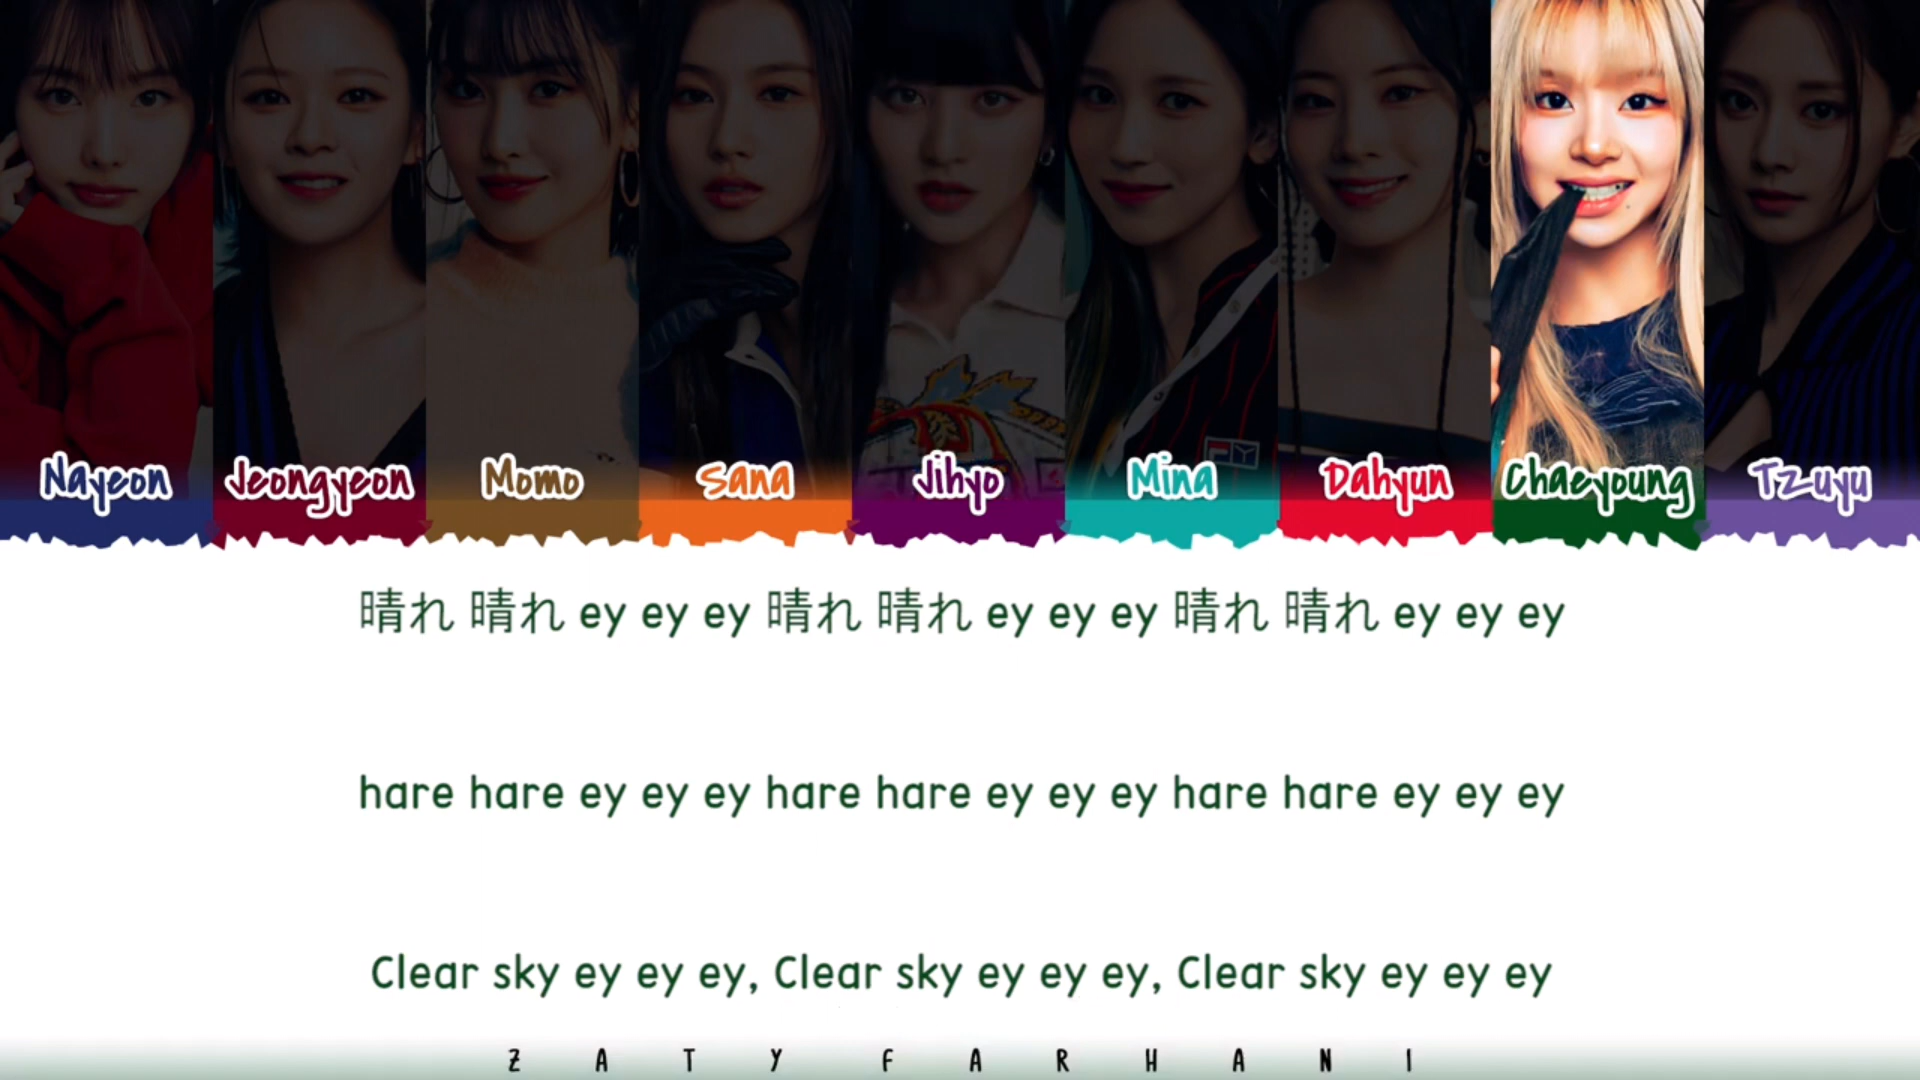 Nayeon Jeongyeon Momo Sana Jihyo Mina Dahyun Chaeyoung Tzuyu
晴れ 晴れ ey ey ey 晴れ 晴れ ey ey ey 晴れ 晴れ ey ey ey
hare hare ey ey ey hare hare ey ey ey hare hare ey ey ey
Clear sky ey ey ey, Clear sky ey ey ey, Clear sky ey ey ey
ZATY FARHANI